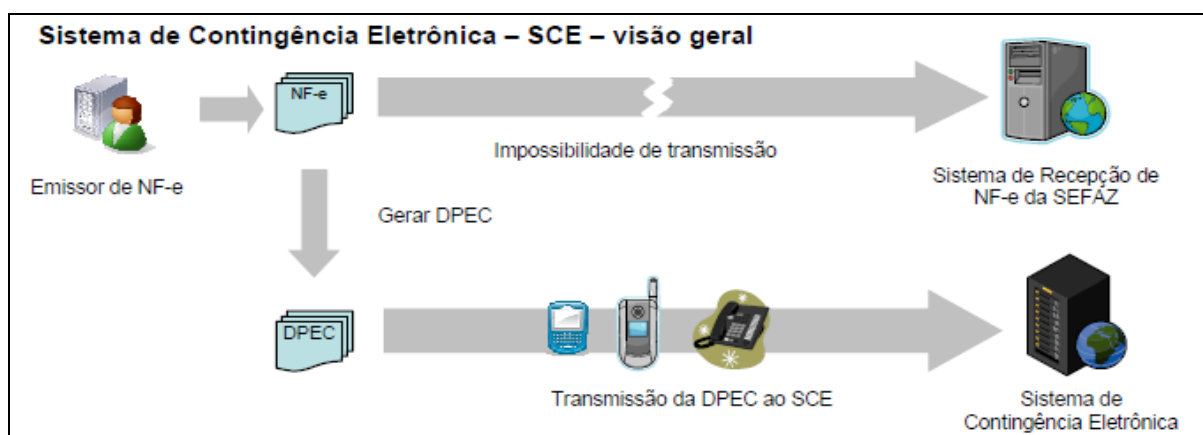 Sistema de Contingência Eletrônica – SCE – visão geral
NF-e
Impossibilidade de transmissão
Emissor de NF-e
Sistema de Recepção de
NF-e da SEFAZ
Gerar DPEC
DPEC
Transmissão da DPEC ao SCE
Sistema de
Contingência Eletrônica